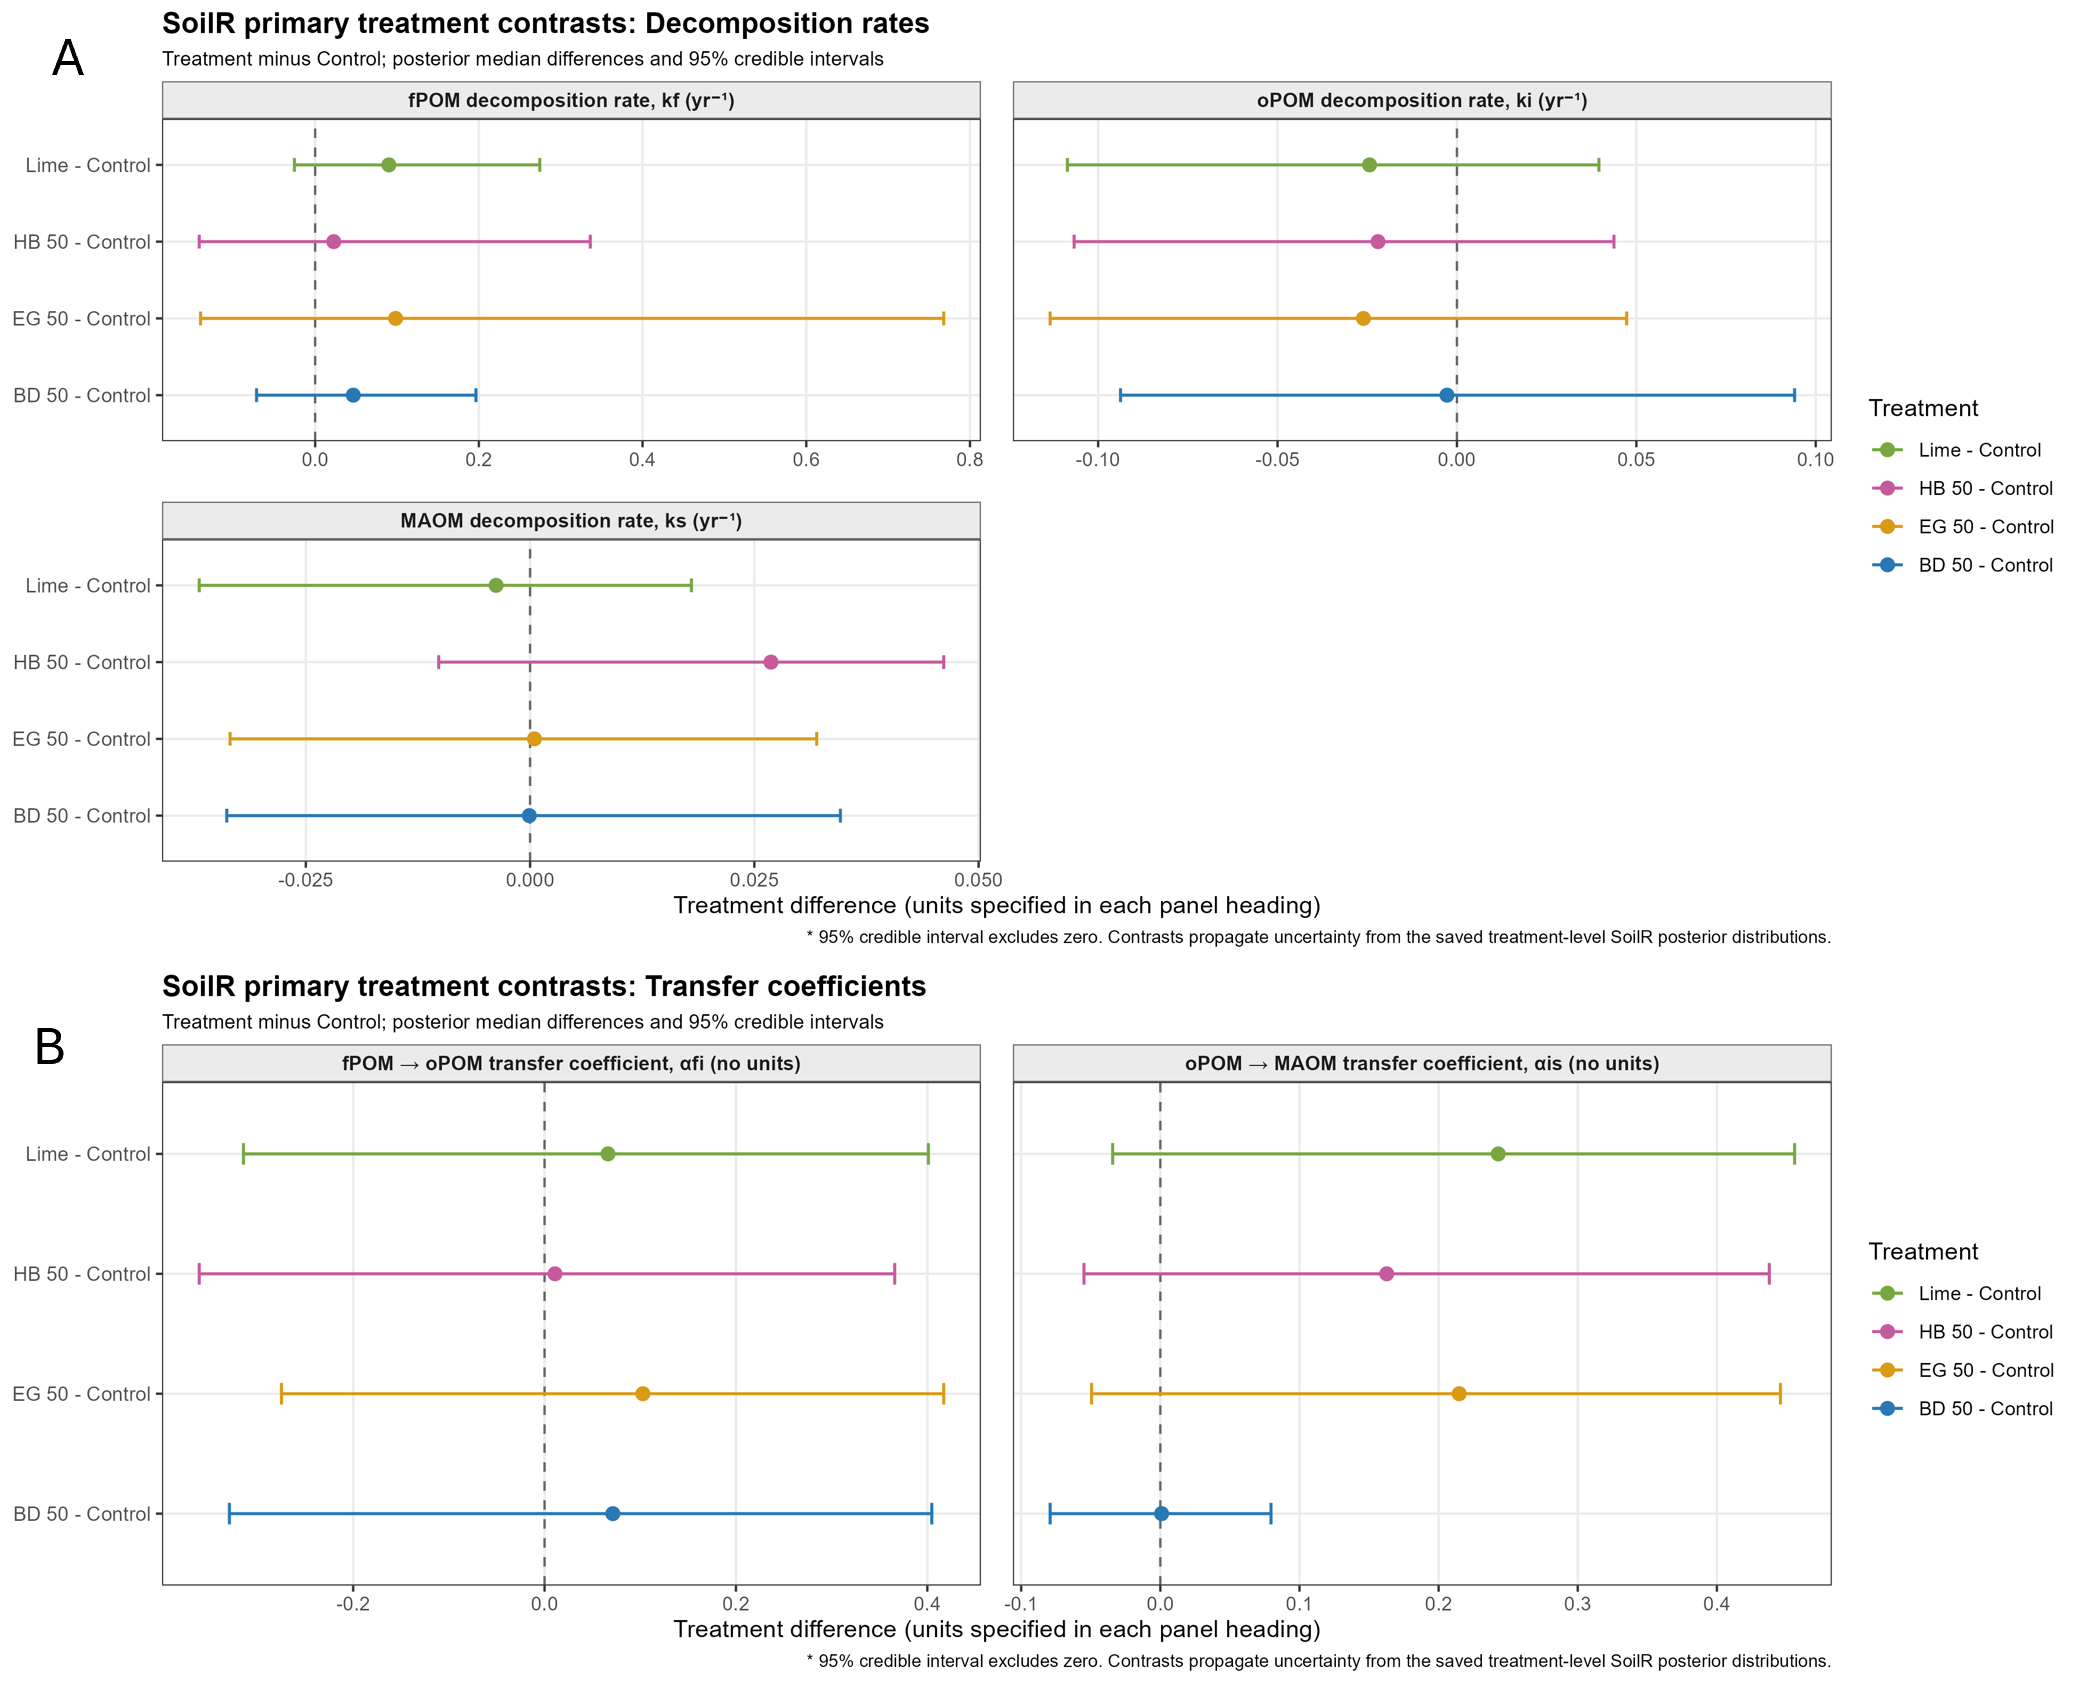 A
SoilR primary treatment contrasts: Decomposition rates
Treatment minus Control; posterior median differences and 95% credible intervals
fPOM decomposition rate, kf (yr⁻¹)
oPOM decomposition rate, ki (yr⁻¹)
Lime - Control
HB 50 - Control
EG 50 - Control
BD 50 - Control
0.0 0.2 0.4 0.6 0.8
-0.10 -0.05 0.00 0.05 0.10
Treatment
Lime - Control
HB 50 - Control
EG 50 - Control
BD 50 - Control
MAOM decomposition rate, ks (yr⁻¹)
Lime - Control
HB 50 - Control
EG 50 - Control
BD 50 - Control
-0.025 0.000 0.025 0.050
Treatment difference (units specified in each panel heading)
* 95% credible interval excludes zero. Contrasts propagate uncertainty from the saved treatment-level SoilR posterior distributions.
B
SoilR primary treatment contrasts: Transfer coefficients
Treatment minus Control; posterior median differences and 95% credible intervals
fPOM → oPOM transfer coefficient, αfi (no units)
oPOM → MAOM transfer coefficient, αis (no units)
Lime - Control
HB 50 - Control
EG 50 - Control
BD 50 - Control
-0.2 0.0 0.2 0.4
-0.1 0.0 0.1 0.2 0.3 0.4
Treatment
Lime - Control
HB 50 - Control
EG 50 - Control
BD 50 - Control
Treatment difference (units specified in each panel heading)
* 95% credible interval excludes zero. Contrasts propagate uncertainty from the saved treatment-level SoilR posterior distributions.